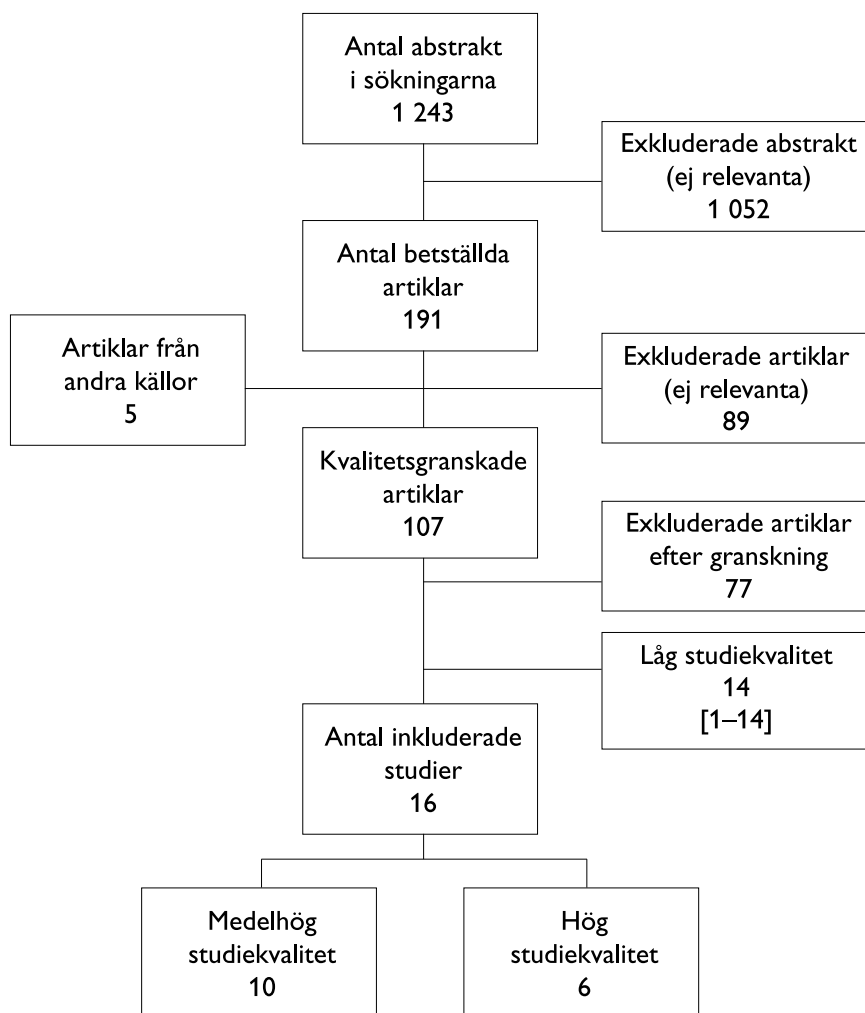 Antal abstrakt
i sökningarna
1 243
Exkluderade abstrakt
(ej relevanta)
1 052
Antal betställda
artiklar
191
Artiklar från
andra källor
5
Exkluderade artiklar
(ej relevanta)
89
Kvalitetsgranskade
artiklar
107
Exkluderade artiklar
efter granskning
77
Låg studiekvalitet
14
[1–14]
Antal inkluderade
studier
16
Medelhög
studiekvalitet
10
Hög
studiekvalitet
6